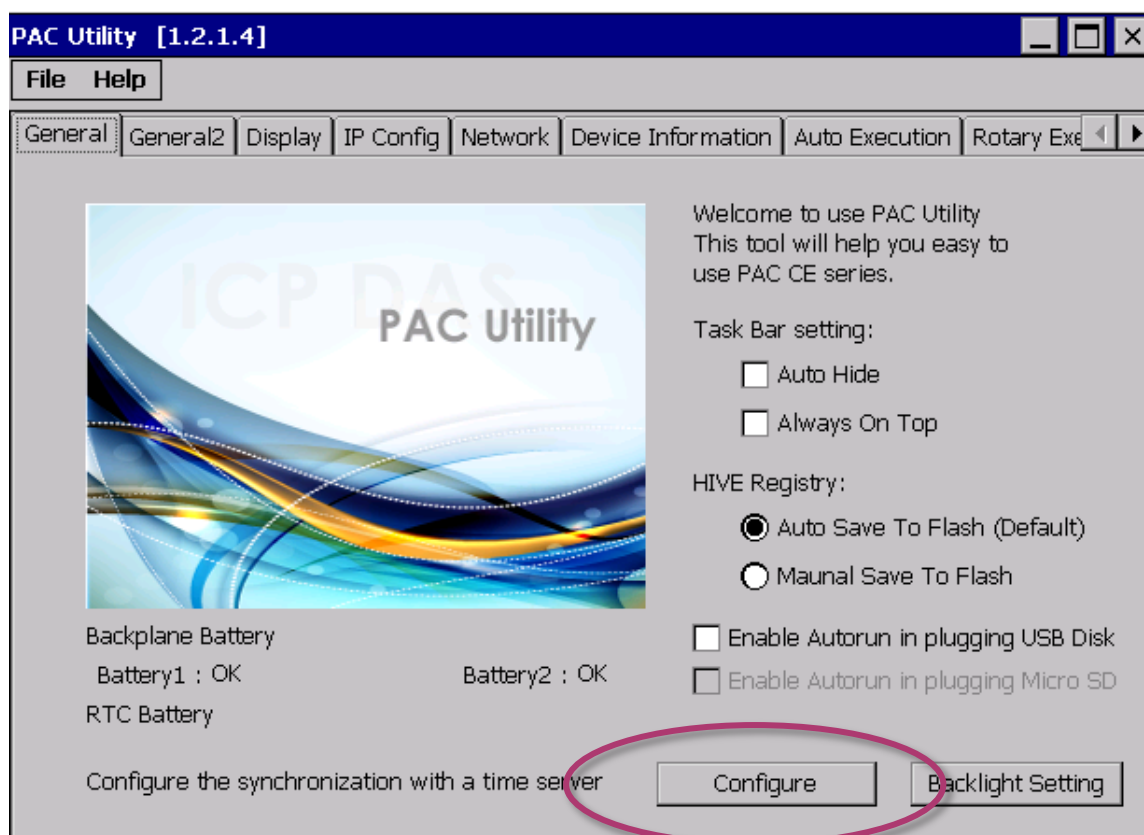 PAC Utility [1.2.1.4]
File Help
General General2 Display IP Config Network Device Information Auto Execution Rotary Exe
ICP DAS
PAC Utility
Welcome to use PAC Utility
This tool will help you easy to
use PAC CE series.
Task Bar setting:
Auto Hide
Always On Top
HIVE Registry:
Auto Save To Flash (Default)
Maunal Save To Flash
Enable Autorun in plugging USB Disk
Enable Autorun in plugging Micro SD
Backplane Battery
Battery1 : OK Battery2 : OK
RTC Battery
Configure the synchronization with a time server Configure Backlight Setting